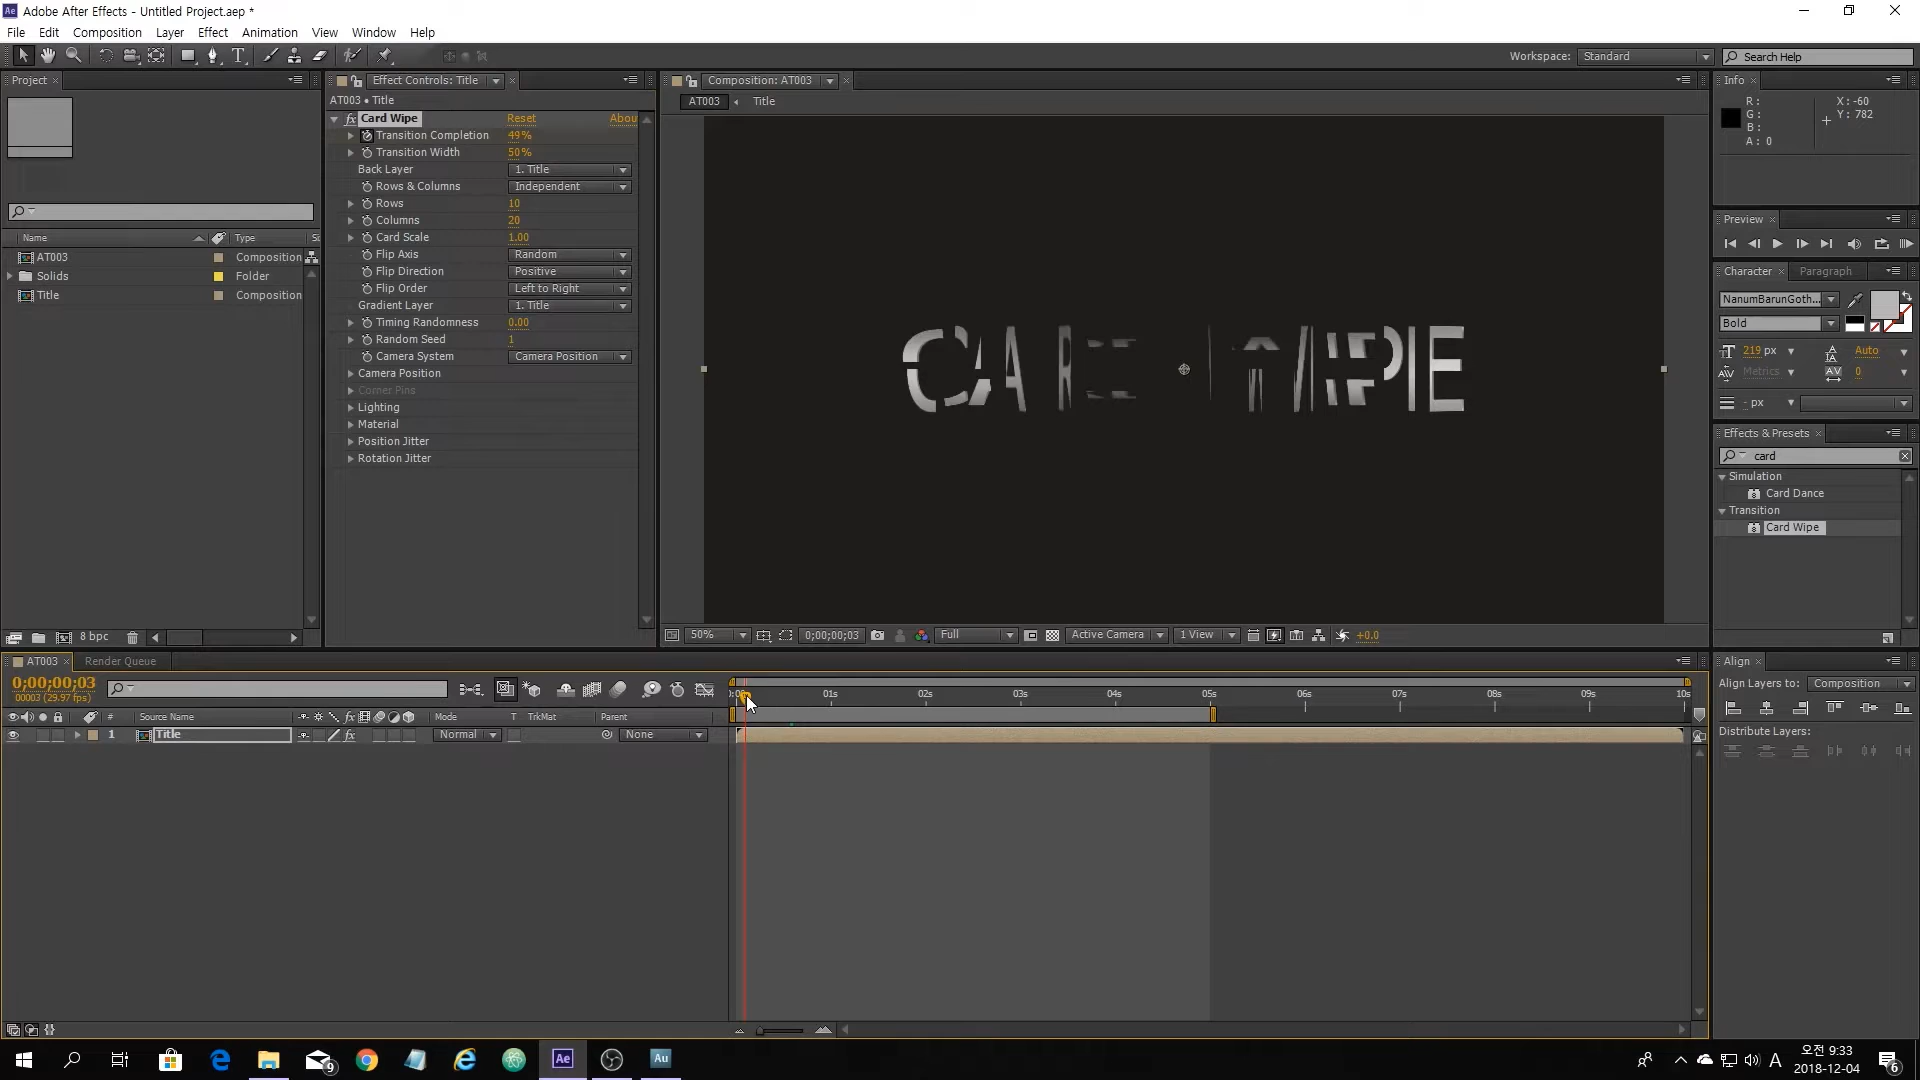 Adobe After Effects - Untitled Project.aep *
File Edit Composition Layer Effect Animation View Window Help
Workspace: Standard Search Help
Project
Name Type
AT003 Composition
Solids Folder
Title Composition
8 bpc
Effect Controls: Title
AT003 • Title
Card Wipe Reset Abou
Transition Completion 49%
Transition Width 50%
Back Layer 1. Title
Rows & Columns Independent
Rows 10
Columns 20
Card Scale 1.00
Flip Axis Random
Flip Direction Positive
Flip Order Left to Right
Gradient Layer 1. Title
Timing Randomness 0.00
Random Seed 1
Camera System Camera Position
Camera Position
Corner Pins
Lighting
Material
Position Jitter
Rotation Jitter
Composition: AT003
AT003 Title
50% 0;00;00;03 Full Active Camera 1 View +0.0
Info
R: X: -60
G: Y: 782
B:
A: 0
Preview
Character Paragraph
NanumBarunGoth...
Bold
219 px Auto
Metrics 0
- px
Effects & Presets
card
Simulation
Card Dance
Transition
Card Wipe
AT003 Render Queue
0;00;00;03
00003 (29.97 fps)
01s 02s 03s 04s 05s 06s 07s 08s 09s 10s
# Source Name Mode T TrkMat Parent
1 Title Normal None
Align
Align Layers to: Composition
Distribute Layers:
9 Ae Au A 오전 9:33
2018-12-04 6